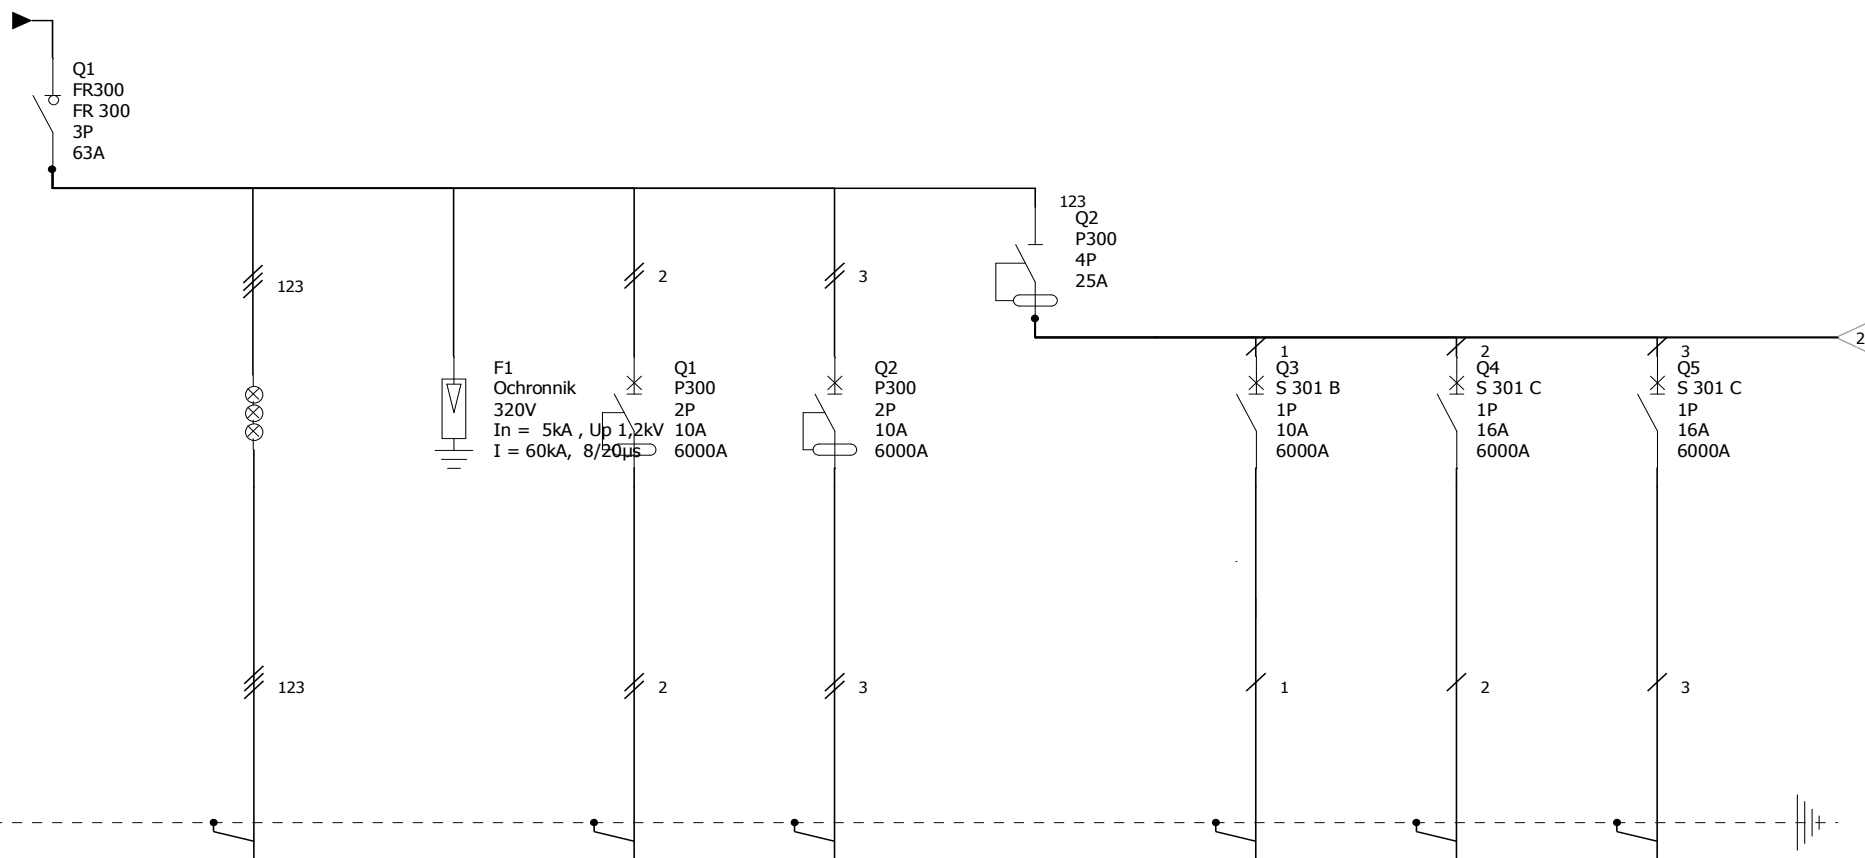 Q1
FR300
FR 300
3P
63A
123
Q2
P300
4P
25A
123
2
3
2
1
2
3
F1
Ochronnik
320V
In = 5kA , Up 1,2kV
I = 60kA, 8/20µs
Q1
P300
2P
10A
6000A
Q2
P300
2P
10A
6000A
Q3
S 301 B
1P
10A
6000A
Q4
S 301 C
1P
16A
6000A
Q5
S 301 C
1P
16A
6000A
123
2
3
1
2
3